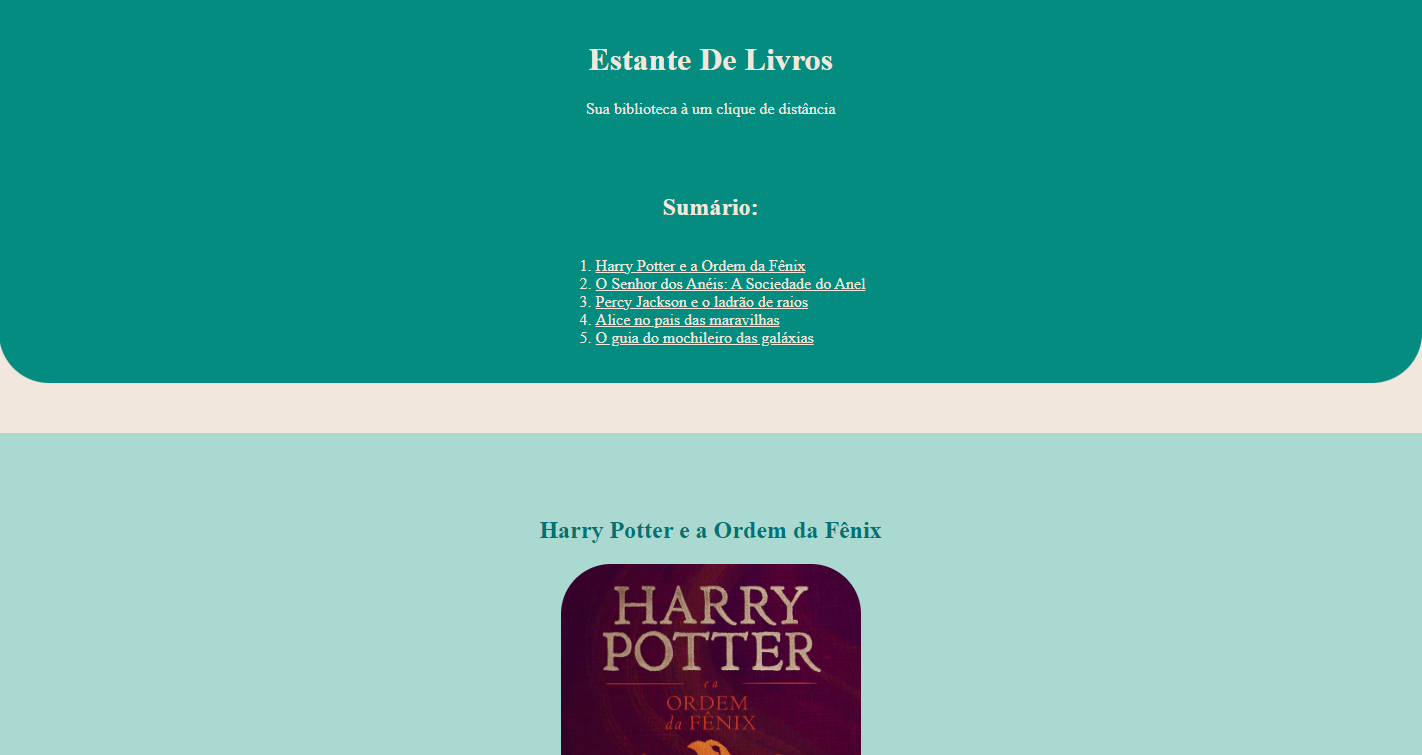 Estante De Livros
Sua biblioteca à um clique de distância
Sumário:
1. Harry Potter e a Ordem da Fênix
2. O Senhor dos Anéis: A Sociedade do Anel
3. Percy Jackson e o ladrão de raios
4. Alice no pais das maravilhas
5. O guia do mochileiro das galáxias
Harry Potter e a Ordem da Fênix
HARRY
POTTER
e a
ORDEM
da FÊNIX